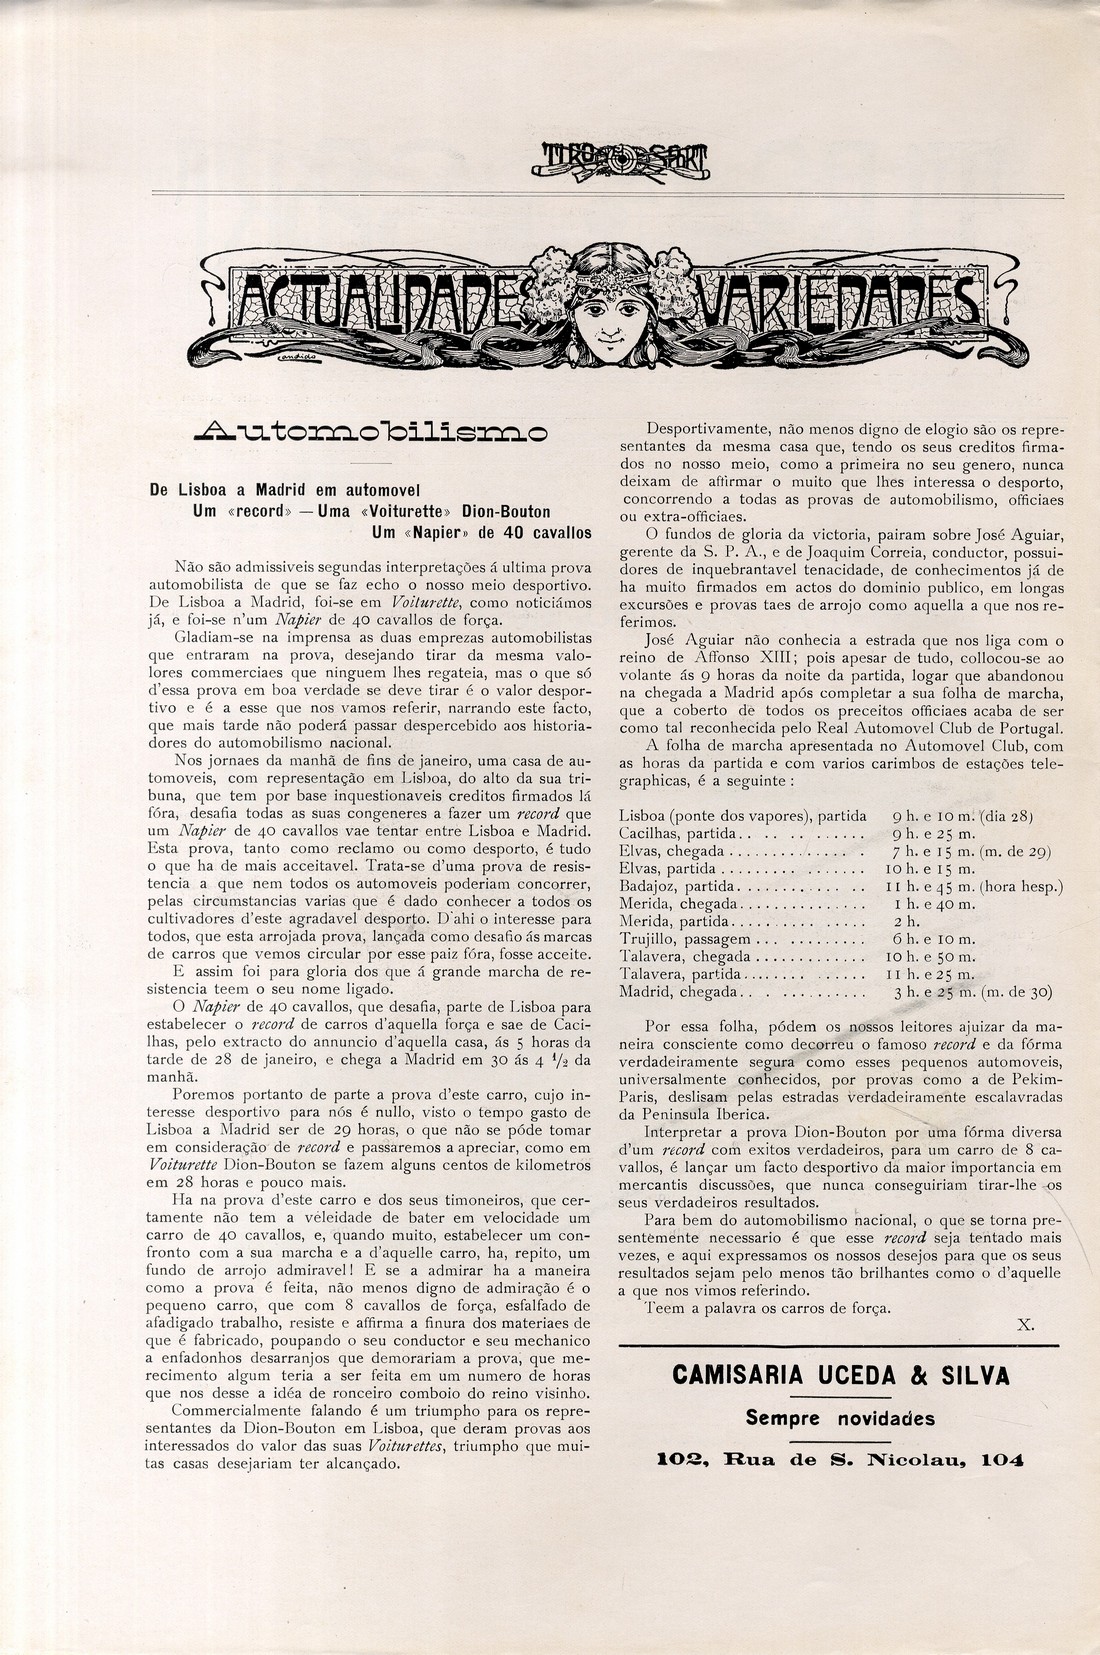 TIRO E SPORT
ACTUALIDADES VARIEDADES
candido
Automobilismo
De Lisboa a Madrid em automovel
Um «record» — Uma «Voiturette» Dion-Bouton
Um «Napier» de 40 cavallos
Não são admissiveis segundas interpretações á ultima prova
automobilista de que se faz echo o nosso meio desportivo.
De Lisboa a Madrid, foi-se em Voiturette, como noticiámos
já, e foi-se n'um Napier de 40 cavallos de força.
Gladiam-se na imprensa as duas emprezas automobilistas
que entraram na prova, desejando tirar da mesma valo-
lores commerciaes que ninguem lhes regateia, mas o que só
d'essa prova em boa verdade se deve tirar é o valor despor-
tivo e é a esse que nos vamos referir, narrando este facto,
que mais tarde não poderá passar despercebido aos historia-
dores do automobilismo nacional.
Nos jornaes da manhã de fins de janeiro, uma casa de au-
tomoveis, com representação em Lisboa, do alto da sua tri-
buna, que tem por base inquestionaveis creditos firmados lá
fóra, desafia todas as suas congeneres a fazer um record que
um Napier de 40 cavallos vae tentar entre Lisboa e Madrid.
Esta prova, tanto como reclamo ou como desporto, é tudo
o que ha de mais acceitavel. Trata-se d'uma prova de resis-
tencia a que nem todos os automoveis poderiam concorrer,
pelas circumstancias varias que é dado conhecer a todos os
cultivadores d'este agradavel desporto. D'ahi o interesse para
todos, que esta arrojada prova, lançada como desafio ás marcas
de carros que vemos circular por esse paiz fóra, fosse acceite.
E assim foi para gloria dos que á grande marcha de re-
sistencia teem o seu nome ligado.
O Napier de 40 cavallos, que desafia, parte de Lisboa para
estabelecer o record de carros d'aquella força e sae de Caci-
lhas, pelo extracto do annuncio d'aquella casa, ás 5 horas da
tarde de 28 de janeiro, e chega a Madrid em 30 ás 4 1/2 da
manhã.
Poremos portanto de parte a prova d'este carro, cujo in-
teresse desportivo para nós é nullo, visto o tempo gasto de
Lisboa a Madrid ser de 29 horas, o que não se póde tomar
em consideração de record e passaremos a apreciar, como em
Voiturette Dion-Bouton se fazem alguns centos de kilometros
em 28 horas e pouco mais.
Ha na prova d'este carro e dos seus timoneiros, que cer-
tamente não tem a véleidade de bater em velocidade um
carro de 40 cavallos, e, quando muito, estabelecer um con-
fronto com a sua marcha e a d'aquelle carro, ha, repito, um
fundo de arrojo admiravel! E se a admirar ha a maneira
como a prova é feita, não menos digno de admiração é o
pequeno carro, que com 8 cavallos de força, esfalfado de
afadigado trabalho, resiste e affirma a finura dos materiaes de
que é fabricado, poupando o seu conductor e seu mechanico
a enfadonhos desarranjos que demorariam a prova, que me-
recimento algum teria a ser feita em um numero de horas
que nos desse a idéa de ronceiro comboio do reino visinho.
Commercialmente falando é um triumpho para os repre-
sentantes da Dion-Bouton em Lisboa, que deram provas aos
interessados do valor das suas Voiturettes, triumpho que mui-
tas casas desejariam ter alcançado.
Desportivamente, não menos digno de elogio são os repre-
sentantes da mesma casa que, tendo os seus creditos firma-
dos no nosso meio, como a primeira no seu genero, nunca
deixam de affirmar o muito que lhes interessa o desporto,
concorrendo a todas as provas de automobilismo, officiaes
ou extra-officiaes.
O fundos de gloria da victoria, pairam sobre José Aguiar,
gerente da S. P. A., e de Joaquim Correia, conductor, possui-
dores de inquebrantavel tenacidade, de conhecimentos já de
ha muito firmados em actos do dominio publico, em longas
excursões e provas taes de arrojo como aquella a que nos re-
ferimos.
José Aguiar não conhecia a estrada que nos liga com o
reino de Affonso XIII; pois apesar de tudo, collocou-se ao
volante ás 9 horas da noite da partida, logar que abandonou
na chegada a Madrid após completar a sua folha de marcha,
que a coberto de todos os preceitos officiaes acaba de ser
como tal reconhecida pelo Real Automovel Club de Portugal.
A folha de marcha apresentada no Automovel Club, com
as horas da partida e com varios carimbos de estações tele-
graphicas, é a seguinte :
Lisboa (ponte dos vapores), partida 9 h. e 10 m. (dia 28)
Cacilhas, partida. . .. .. .. ...... 9 h. e 25 m.
Elvas, chegada .............. . 7 h. e 15 m. (m. de 29)
Elvas, partida ......... ....... 10 h. e 15 m.
Badajoz, partida. ......... .. .. 11 h. e 45 m. (hora hesp.)
Merida, chegada.............. 1 h. e 40 m.
Merida, partida........... ..... 2 h.
Trujillo, passagem ... ......... 6 h. e 10 m.
Talavera, chegada ............. 10 h. e 50 m.
Talavera, partida....... ...... 11 h. e 25 m.
Madrid, chegada. . . .......... 3 h. e 25 m. (m. de 30)
Por essa folha, pódem os nossos leitores ajuizar da ma-
neira consciente como decorreu o famoso record e da fórma
verdadeiramente segura como esses pequenos automoveis,
universalmente conhecidos, por provas como a de Pekim-
Paris, deslisam pelas estradas verdadeiramente escalavradas
da Peninsula Iberica.
Interpretar a prova Dion-Bouton por uma fórma diversa
d'um record com exitos verdadeiros, para um carro de 8 ca-
vallos, é lançar um facto desportivo da maior importancia em
mercantis discussões, que nunca conseguiriam tirar-lhe os
seus verdadeiros resultados.
Para bem do automobilismo nacional, o que se torna pre-
sentemente necessario é que esse record seja tentado mais
vezes, e aqui expressamos os nossos desejos para que os seus
resultados sejam pelo menos tão brilhantes como o d'aquelle
a que nos vimos referindo.
Teem a palavra os carros de força.
X.
CAMISARIA UCEDA & SILVA
Sempre novidades
102, Rua de S. Nicolau, 104